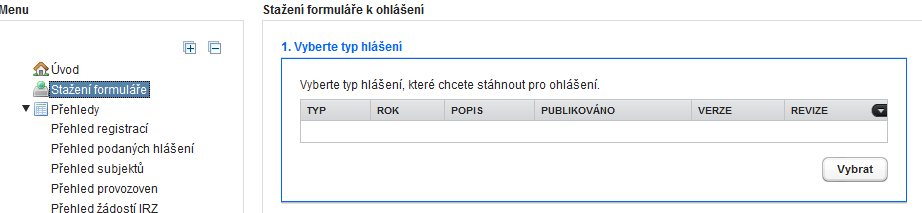 Menu
Stažení formuláře k ohlášení
1. Vyberte typ hlášení
Úvod
Stažení formuláře
Přehledy
Přehled registrací
Přehled podaných hlášení
Přehled subjektů
Přehled provozoven
Přehled žádostí IRZ
Vyberte typ hlášení, které chcete stáhnout pro ohlášení.
TYP ROK POPIS PUBLIKOVÁNO VERZE REVIZE
Vybrat